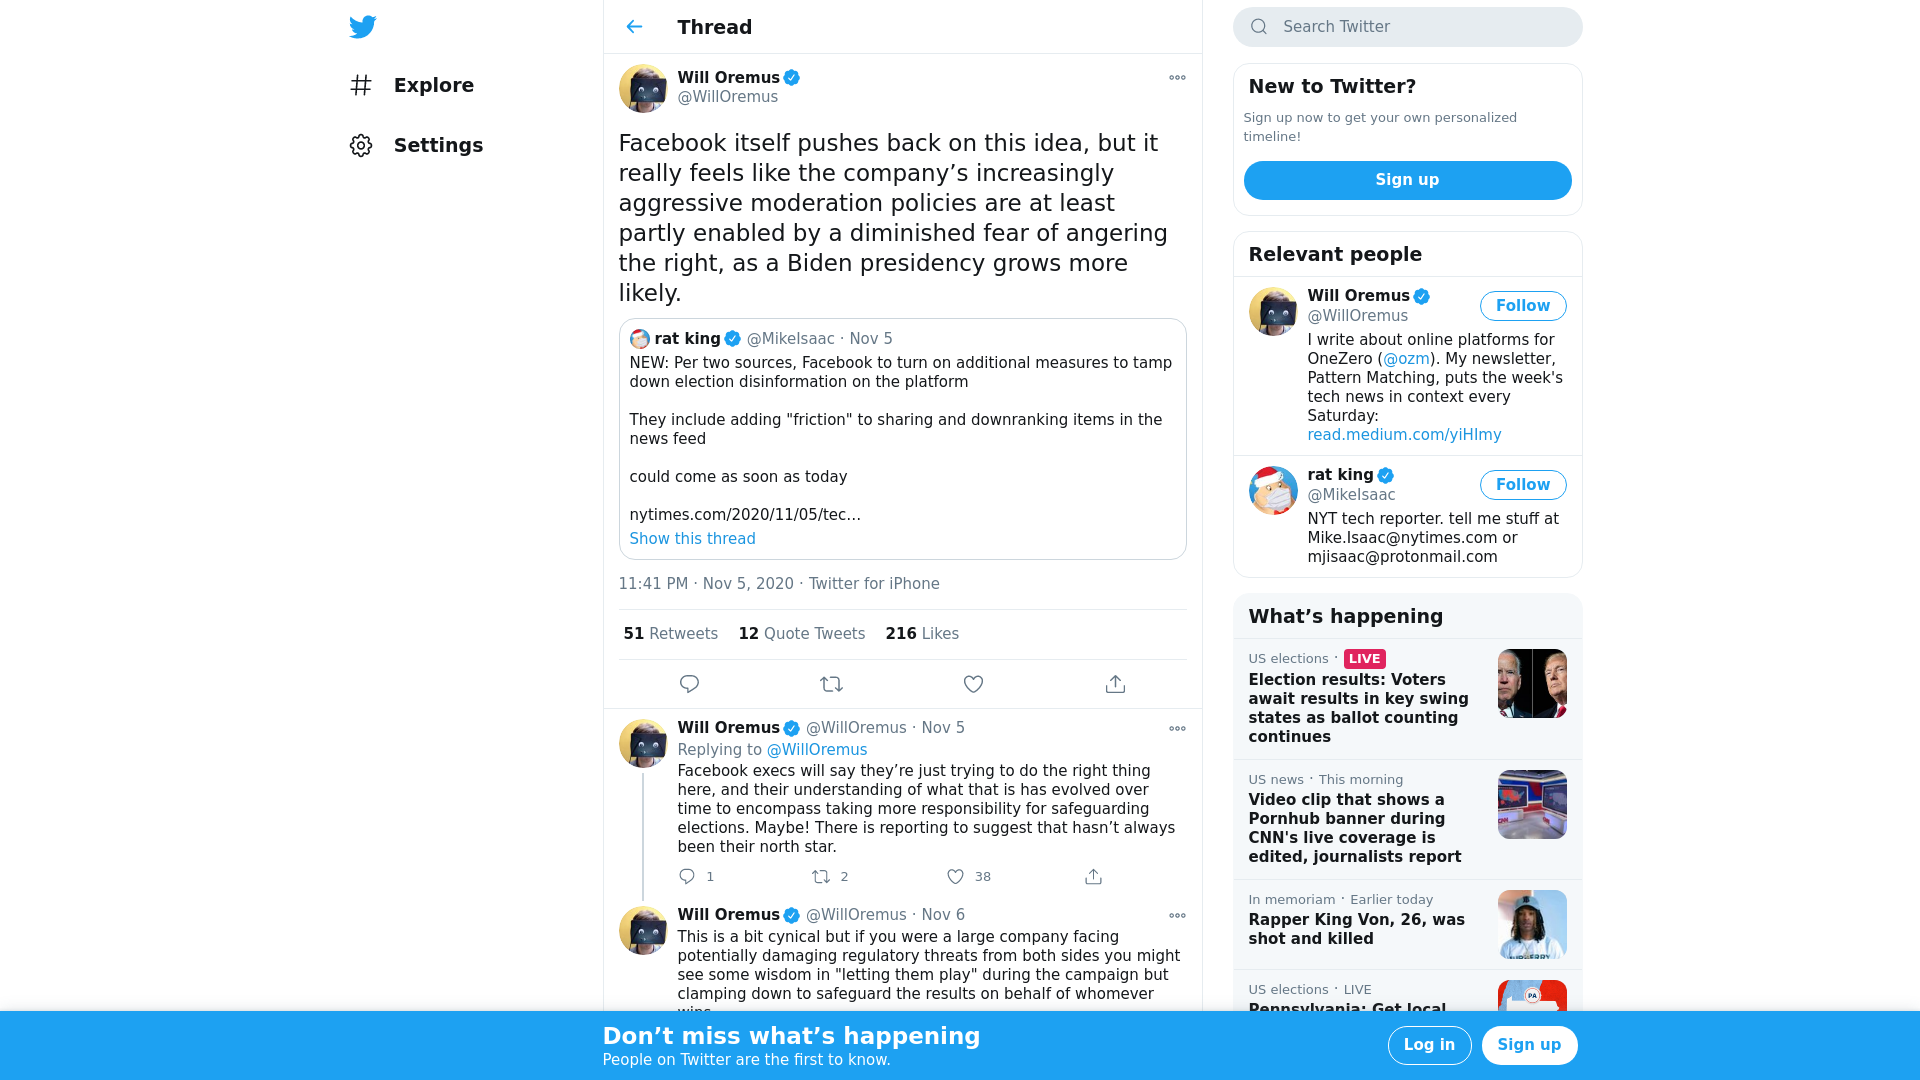 Explore
Settings
Thread
Will Oremus
@WillOremus
Facebook itself pushes back on this idea, but it
really feels like the company’s increasingly
aggressive moderation policies are at least
partly enabled by a diminished fear of angering
the right, as a Biden presidency grows more
likely.
rat king @MikeIsaac · Nov 5
NEW: Per two sources, Facebook to turn on additional measures to tamp
down election disinformation on the platform
They include adding "friction" to sharing and downranking items in the
news feed
could come as soon as today
nytimes.com/2020/11/05/tec…
Show this thread
11:41 PM · Nov 5, 2020 · Twitter for iPhone
51 Retweets 12 Quote Tweets 216 Likes
Will Oremus @WillOremus · Nov 5
Replying to @WillOremus
Facebook execs will say they’re just trying to do the right thing
here, and their understanding of what that is has evolved over
time to encompass taking more responsibility for safeguarding
elections. Maybe! There is reporting to suggest that hasn’t always
been their north star.
1 2 38
Will Oremus @WillOremus · Nov 6
This is a bit cynical but if you were a large company facing
potentially damaging regulatory threats from both sides you might
see some wisdom in "letting them play" during the campaign but
clamping down to safeguard the results on behalf of whomever
Search Twitter
New to Twitter?
Sign up now to get your own personalized
timeline!
Sign up
Relevant people
Will Oremus
@WillOremus
Follow
I write about online platforms for
OneZero (@ozm). My newsletter,
Pattern Matching, puts the week's
tech news in context every
Saturday:
read.medium.com/yiHImy
rat king
@MikeIsaac
Follow
NYT tech reporter. tell me stuff at
Mike.Isaac@nytimes.com or
mjisaac@protonmail.com
What’s happening
US elections · LIVE
Election results: Voters
await results in key swing
states as ballot counting
continues
US news · This morning
Video clip that shows a
Pornhub banner during
CNN's live coverage is
edited, journalists report
In memoriam · Earlier today
Rapper King Von, 26, was
shot and killed
US elections · LIVE
Pennsylvania: Get local
PA
Don’t miss what’s happening
People on Twitter are the first to know.
Log in
Sign up